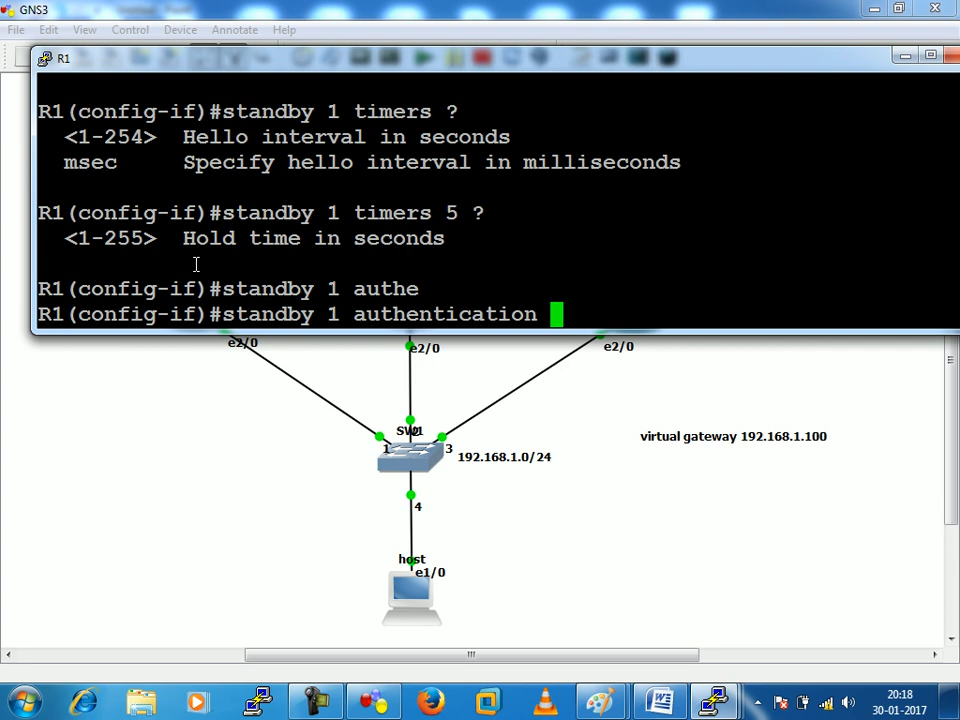 GNS3
File Edit View Control Device Annotate Help
R1
R1(config-if)#standby 1 timers ?
<1-254> Hello interval in seconds
msec Specify hello interval in milliseconds
R1(config-if)#standby 1 timers 5 ?
<1-255> Hold time in seconds
R1(config-if)#standby 1 authe
R1(config-if)#standby 1 authentication
e2/0 e2/0 e2/0
SW1
virtual gateway 192.168.1.100
1 2 3
192.168.1.0/24
4
host
e1/0
20:18
30-01-2017